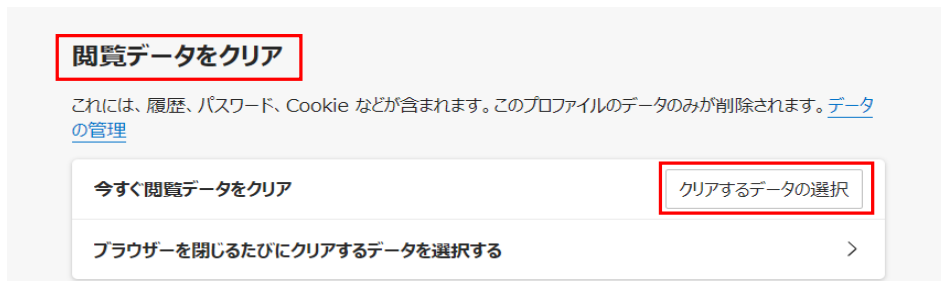 閲覧データをクリア
これには、履歴、パスワード、Cookie などが含まれます。このプロファイルのデータのみが削除されます。データ
の管理
今すぐ閲覧データをクリア
クリアするデータの選択
ブラウザーを閉じるたびにクリアするデータを選択する